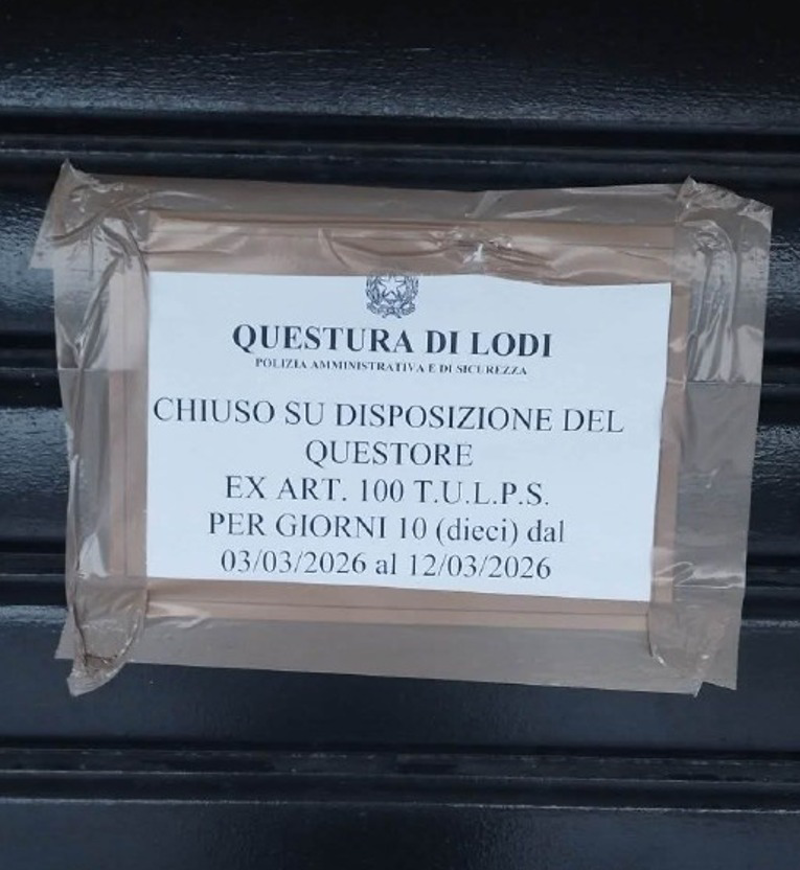 QUESTURA DI LODI
POLIZIA AMMINISTRATIVA E DI SICUREZZA
CHIUSO SU DISPOSIZIONE DEL
QUESTORE
EX ART. 100 T.U.L.P.S.
PER GIORNI 10 (dieci) dal
03/03/2026 al 12/03/2026